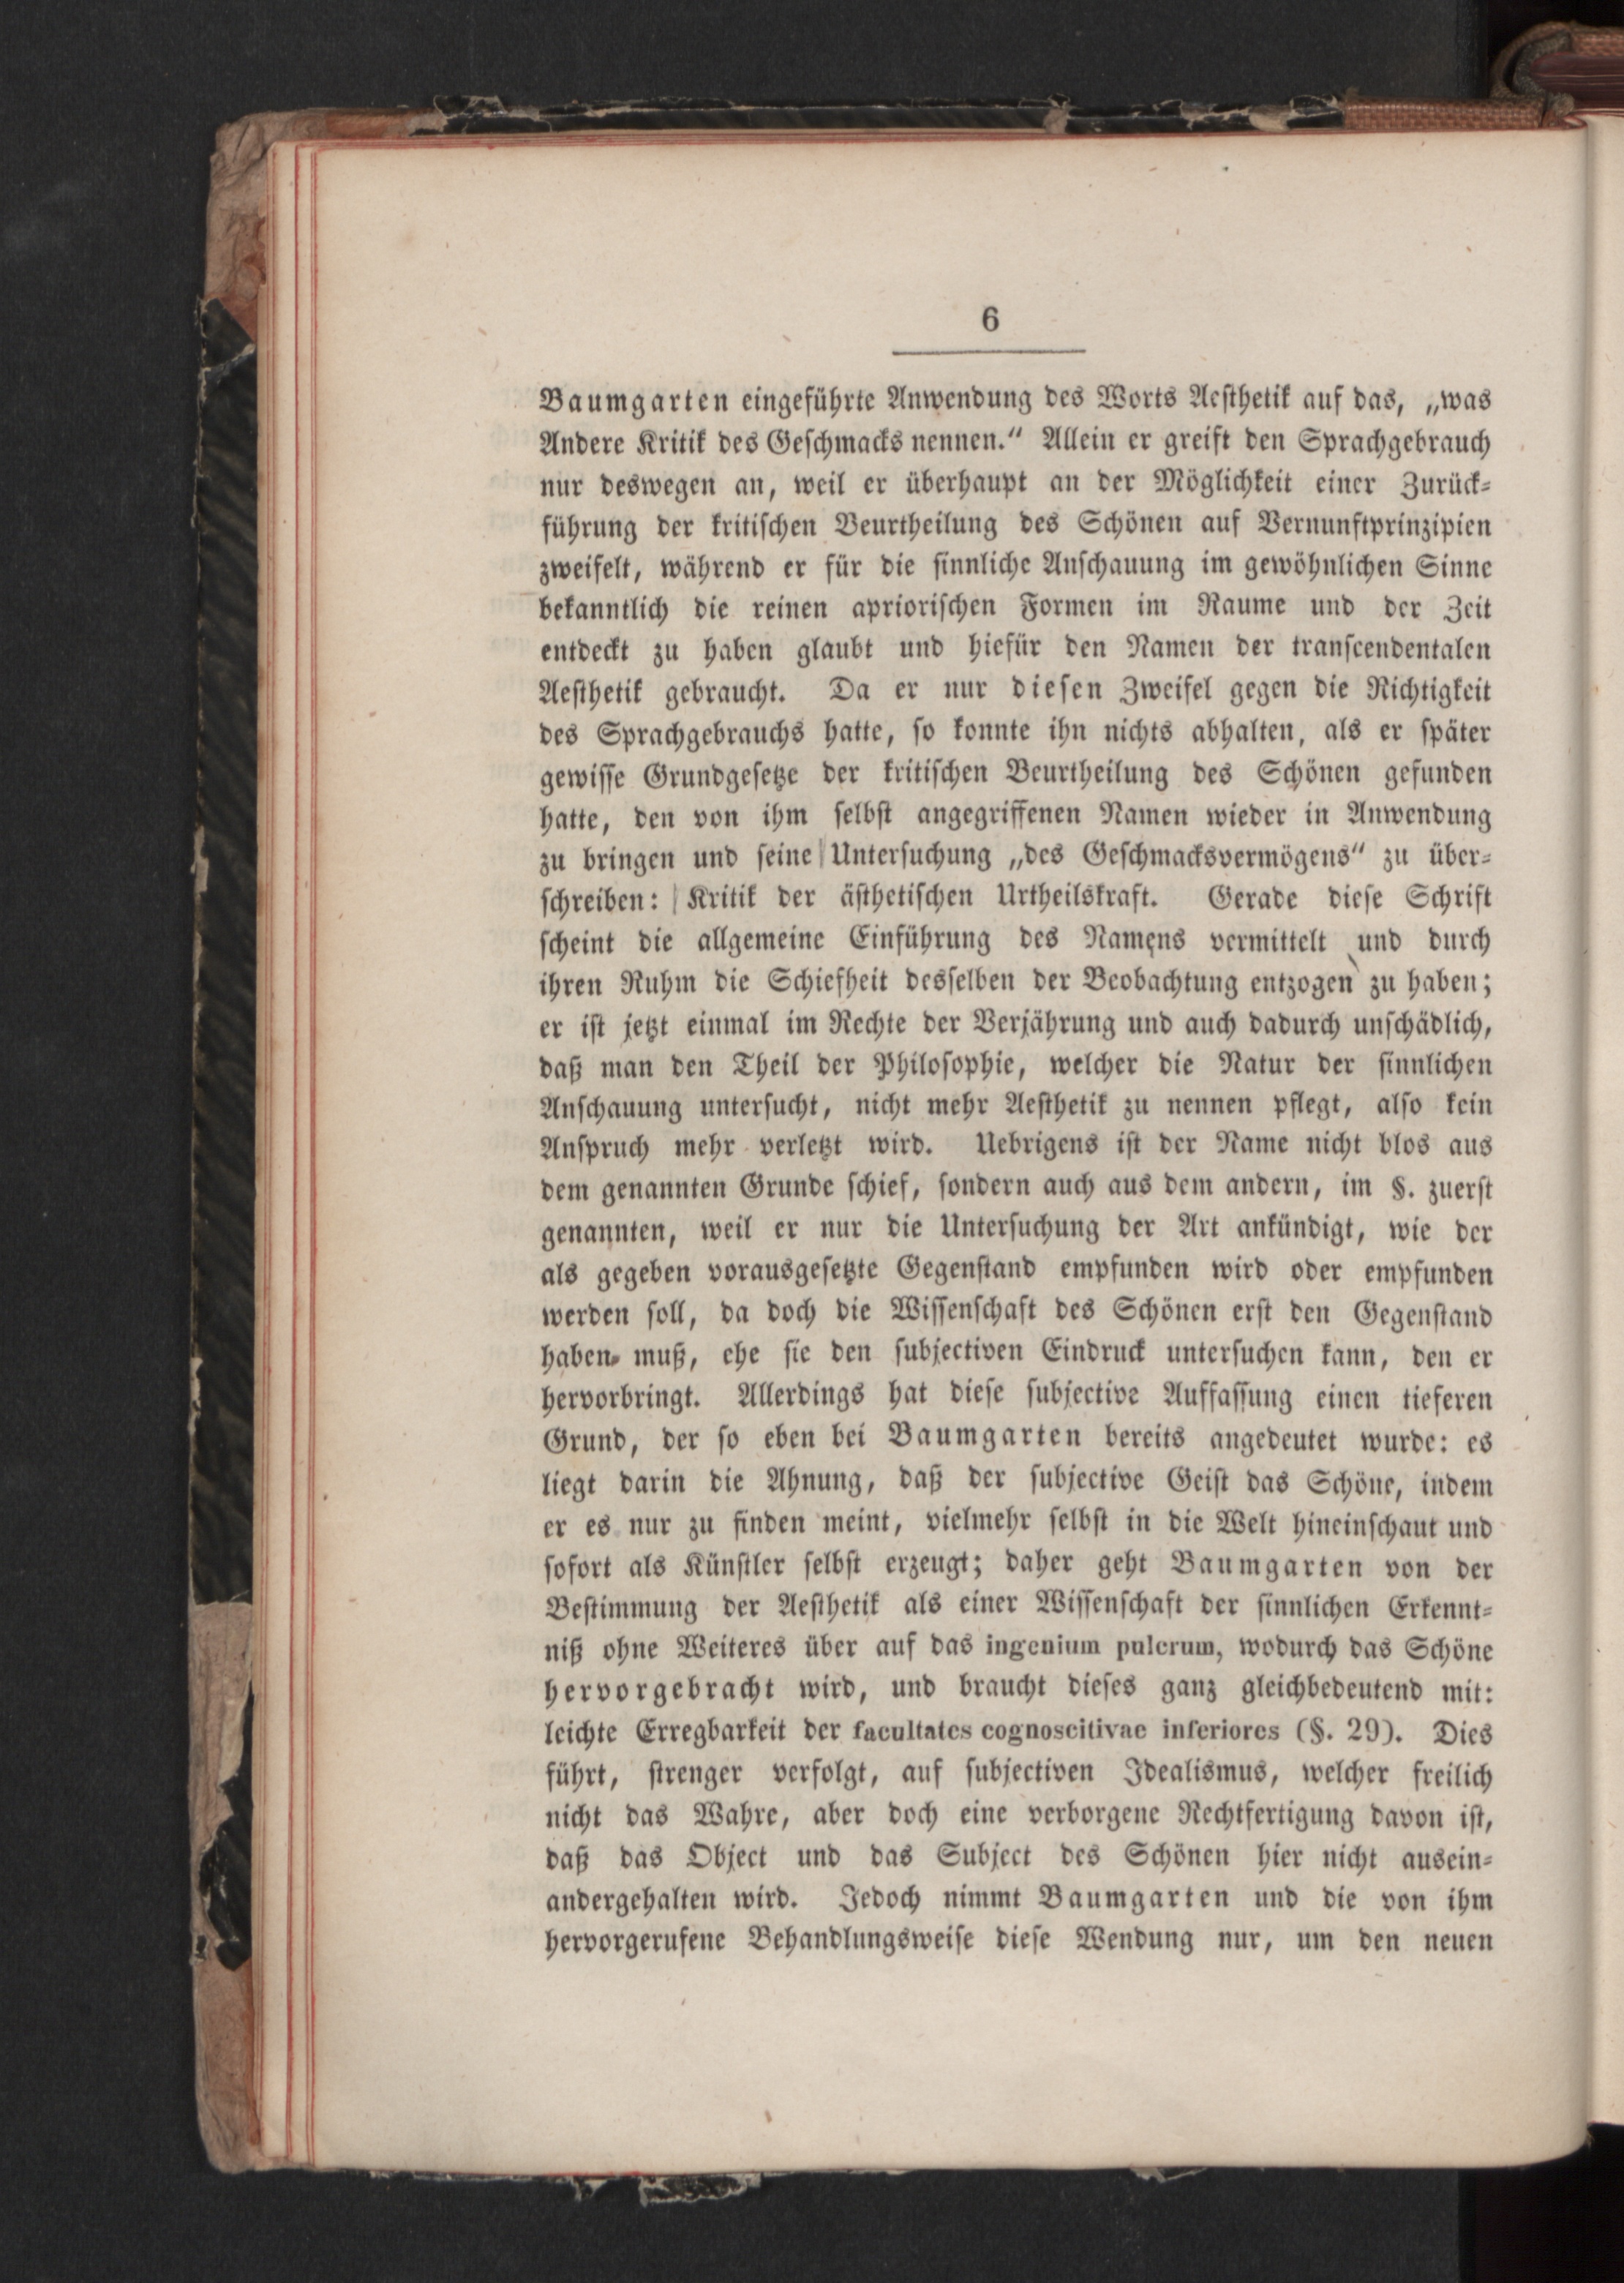 6
Baumgarten eingeführte Anwendung des Worts Aesthetik auf das, „was
Andere Kritik des Geschmacks nennen.“ Allein er greift den Sprachgebrauch
nur deswegen an, weil er überhaupt an der Möglichkeit einer Zurück-
führung der kritischen Beurtheilung des Schönen auf Vernunftprinzipien
zweifelt, während er für die sinnliche Anschauung im gewöhnlichen Sinne
bekanntlich die reinen apriorischen Formen im Raume und der Zeit
entdeckt zu haben glaubt und hiefür den Namen der transcendentalen
Aesthetik gebraucht. Da er nur diesen Zweifel gegen die Richtigkeit
des Sprachgebrauchs hatte, so konnte ihn nichts abhalten, als er später
gewisse Grundgesetze der kritischen Beurtheilung des Schönen gefunden
hatte, den von ihm selbst angegriffenen Namen wieder in Anwendung
zu bringen und seine Untersuchung „des Geschmacksvermögens“ zu über-
schreiben: Kritik der ästhetischen Urtheilskraft. Gerade diese Schrift
scheint die allgemeine Einführung des Namens vermittelt und durch
ihren Ruhm die Schiefheit desselben der Beobachtung entzogen zu haben;
er ist jetzt einmal im Rechte der Verjährung und auch dadurch unschädlich,
daß man den Theil der Philosophie, welcher die Natur der sinnlichen
Anschauung untersucht, nicht mehr Aesthetik zu nennen pflegt, also kein
Anspruch mehr verletzt wird. Uebrigens ist der Name nicht blos aus
dem genannten Grunde schief, sondern auch aus dem andern, im §. zuerst
genannten, weil er nur die Untersuchung der Art ankündigt, wie der
als gegeben vorausgesetzte Gegenstand empfunden wird oder empfunden
werden soll, da doch die Wissenschaft des Schönen erst den Gegenstand
haben muß, ehe sie den subjectiven Eindruck untersuchen kann, den er
hervorbringt. Allerdings hat diese subjective Auffassung einen tieferen
Grund, der so eben bei Baumgarten bereits angedeutet wurde: es
liegt darin die Ahnung, daß der subjective Geist das Schöne, indem
er es nur zu finden meint, vielmehr selbst in die Welt hineinschaut und
sofort als Künstler selbst erzeugt; daher geht Baumgarten von der
Bestimmung der Aesthetik als einer Wissenschaft der sinnlichen Erkennt-
niß ohne Weiteres über auf das ingenium pulcrum, wodurch das Schöne
hervorgebracht wird, und braucht dieses ganz gleichbedeutend mit:
leichte Erregbarkeit der facultates cognoscitivae inferiores (§. 29). Dies
führt, strenger verfolgt, auf subjectiven Idealismus, welcher freilich
nicht das Wahre, aber doch eine verborgene Rechtfertigung davon ist,
daß das Object und das Subject des Schönen hier nicht ausein-
andergehalten wird. Jedoch nimmt Baumgarten und die von ihm
hervorgerufene Behandlungsweise diese Wendung nur, um den neuen